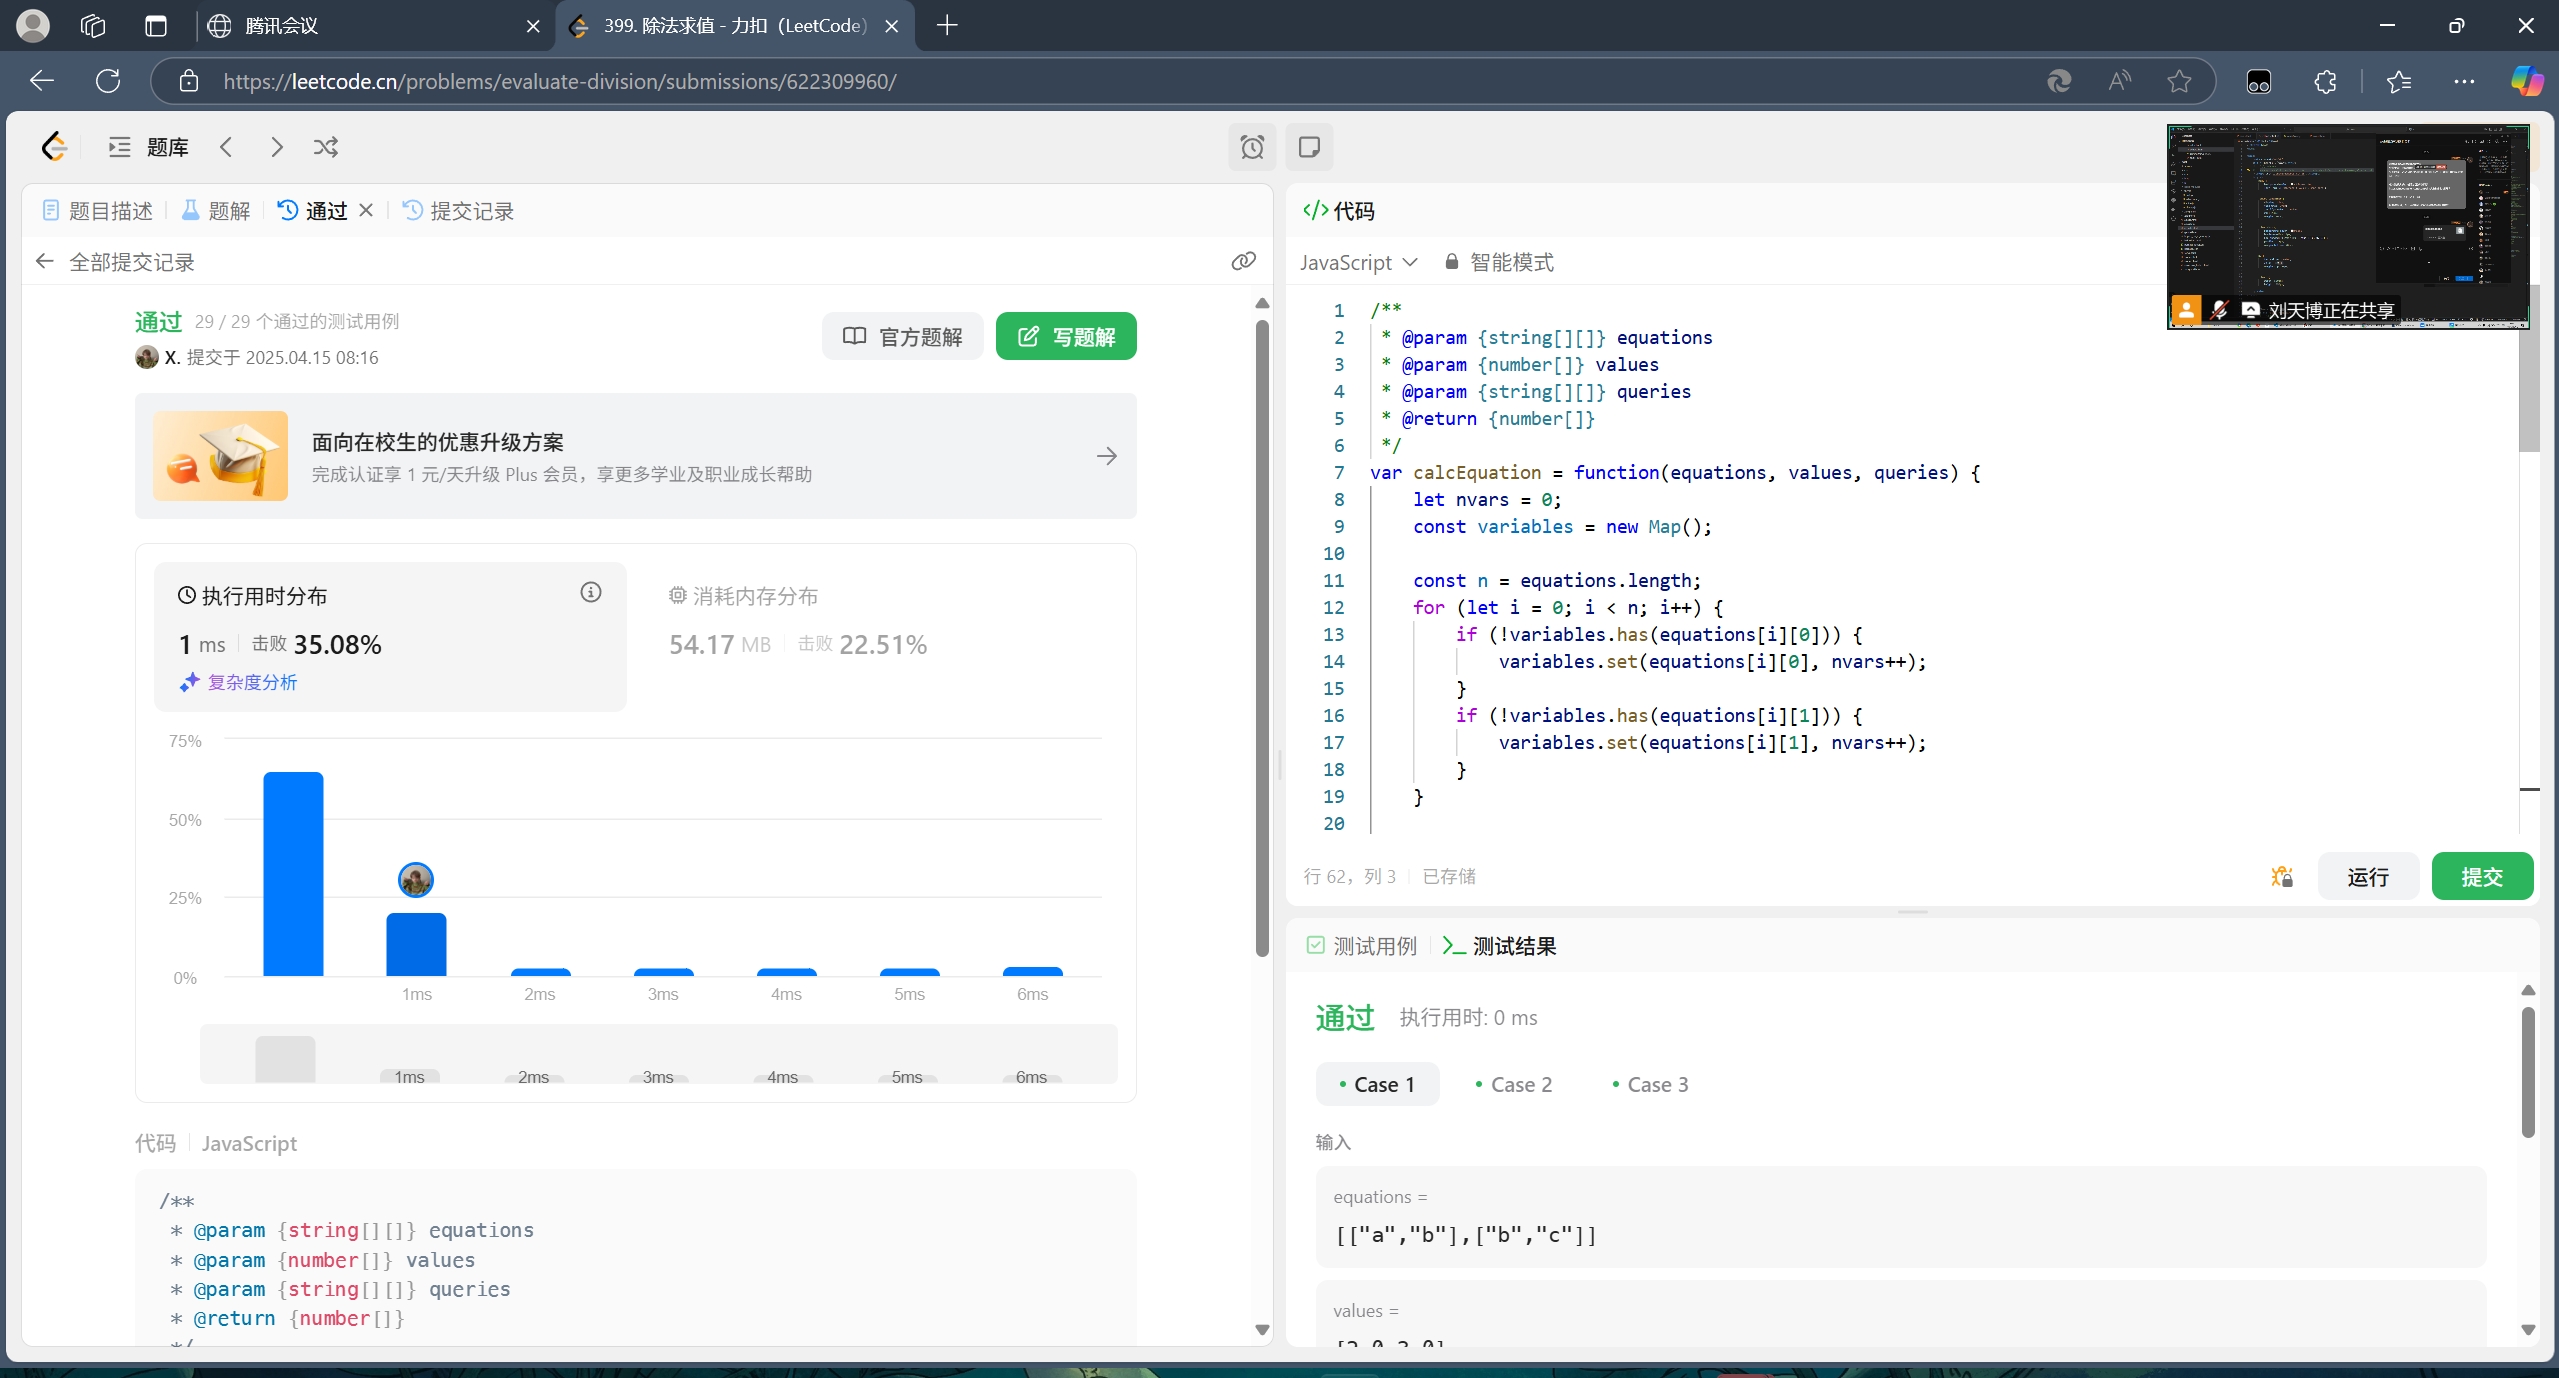 腾讯会议
399. 除法求值 - 力扣（LeetCode）
https://leetcode.cn/problems/evaluate-division/submissions/622309960/
题库
题目描述
题解
通过
提交记录
全部提交记录
通过 29 / 29 个通过的测试用例
官方题解
写题解
X. 提交于 2025.04.15 08:16
面向在校生的优惠升级方案
完成认证享 1 元/天升级 Plus 会员，享更多学业及职业成长帮助
执行用时分布
1 ms 击败 35.08%
复杂度分析
消耗内存分布
54.17 MB 击败 22.51%
75%
50%
25%
0%
1ms 2ms 3ms 4ms 5ms 6ms
1ms 2ms 3ms 4ms 5ms 6ms
代码 JavaScript
/**
* @param {string[][]} equations
* @param {number[]} values
* @param {string[][]} queries
* @return {number[]}
*/
代码
JavaScript
智能模式
刘天博正在共享
1 /**
2 * @param {string[][]} equations
3 * @param {number[]} values
4 * @param {string[][]} queries
5 * @return {number[]}
6 */
7 var calcEquation = function(equations, values, queries) {
8 let nvars = 0;
9 const variables = new Map();
10
11 const n = equations.length;
12 for (let i = 0; i < n; i++) {
13 if (!variables.has(equations[i][0])) {
14 variables.set(equations[i][0], nvars++);
15 }
16 if (!variables.has(equations[i][1])) {
17 variables.set(equations[i][1], nvars++);
18 }
19 }
20
行 62，列 3 已存储
运行
提交
测试用例
测试结果
通过 执行用时: 0 ms
Case 1 Case 2 Case 3
输入
equations =
[["a","b"],["b","c"]]
values =
[2.0,3.0]